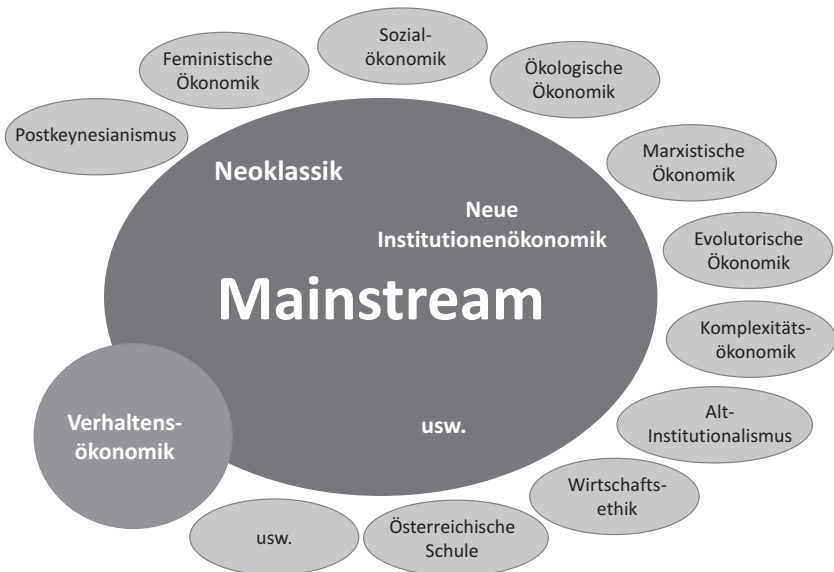 Sozial-
ökonomik
Feministische
Ökonomik
Ökologische
Ökonomik
Postkeynesianismus
Marxistische
Ökonomik
Neoklassik
Neue
Institutionenökonomik
Evolutorische
Ökonomik
Mainstream
Komplexitäts-
ökonomik
Verhaltens-
ökonomik
usw.
Alt-
Institutionalismus
Wirtschafts-
ethik
Österreichische
Schule
usw.